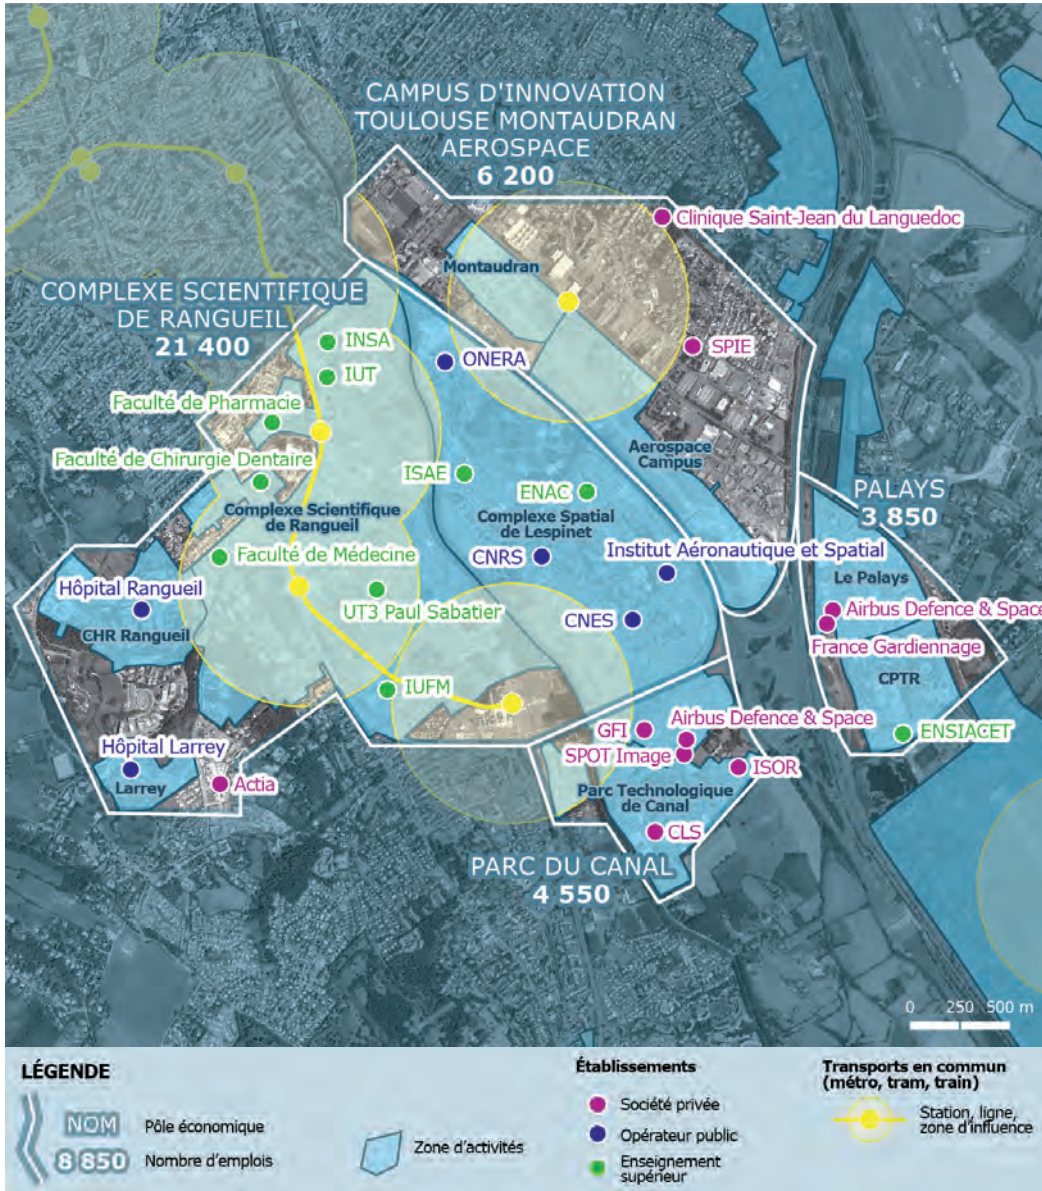 CAMPUS D'INNOVATION
TOULOUSE MONTAUDRAN
AEROSPACE
6 200
Clinique Saint-Jean du Languedoc
Montaudran
COMPLEXE SCIENTIFIQUE
DE RANGUEIL
21 400
INSA
ONERA
SPIE
IUT
Faculté de Pharmacie
Aerospace
Campus
Faculté de Chirurgie Dentaire
ISAE
ENAC
PALAYS
3 850
Complexe Scientifique
de Rangueil
Complexe Spatial
de Lespinet
Faculté de Médecine
CNRS
Institut Aéronautique et Spatial
Le Palays
Hôpital Rangueil
UT3 Paul Sabatier
CNES
Airbus Defence & Space
CHR Rangueil
France Gardiennage
CPTR
IUFM
GFI
Airbus Defence & Space
ENSIACET
Hôpital Larrey
SPOT Image
ISOR
Larrey
Actia
Parc Technologique
de Canal
CLS
PARC DU CANAL
4 550
0 250 500 m
LÉGENDE
NOM
Pôle économique
8 850
Nombre d'emplois
Zone d'activités
Établissements
Société privée
Opérateur public
Enseignement
supérieur
Transports en commun
(métro, tram, train)
Station, ligne,
zone d'influence